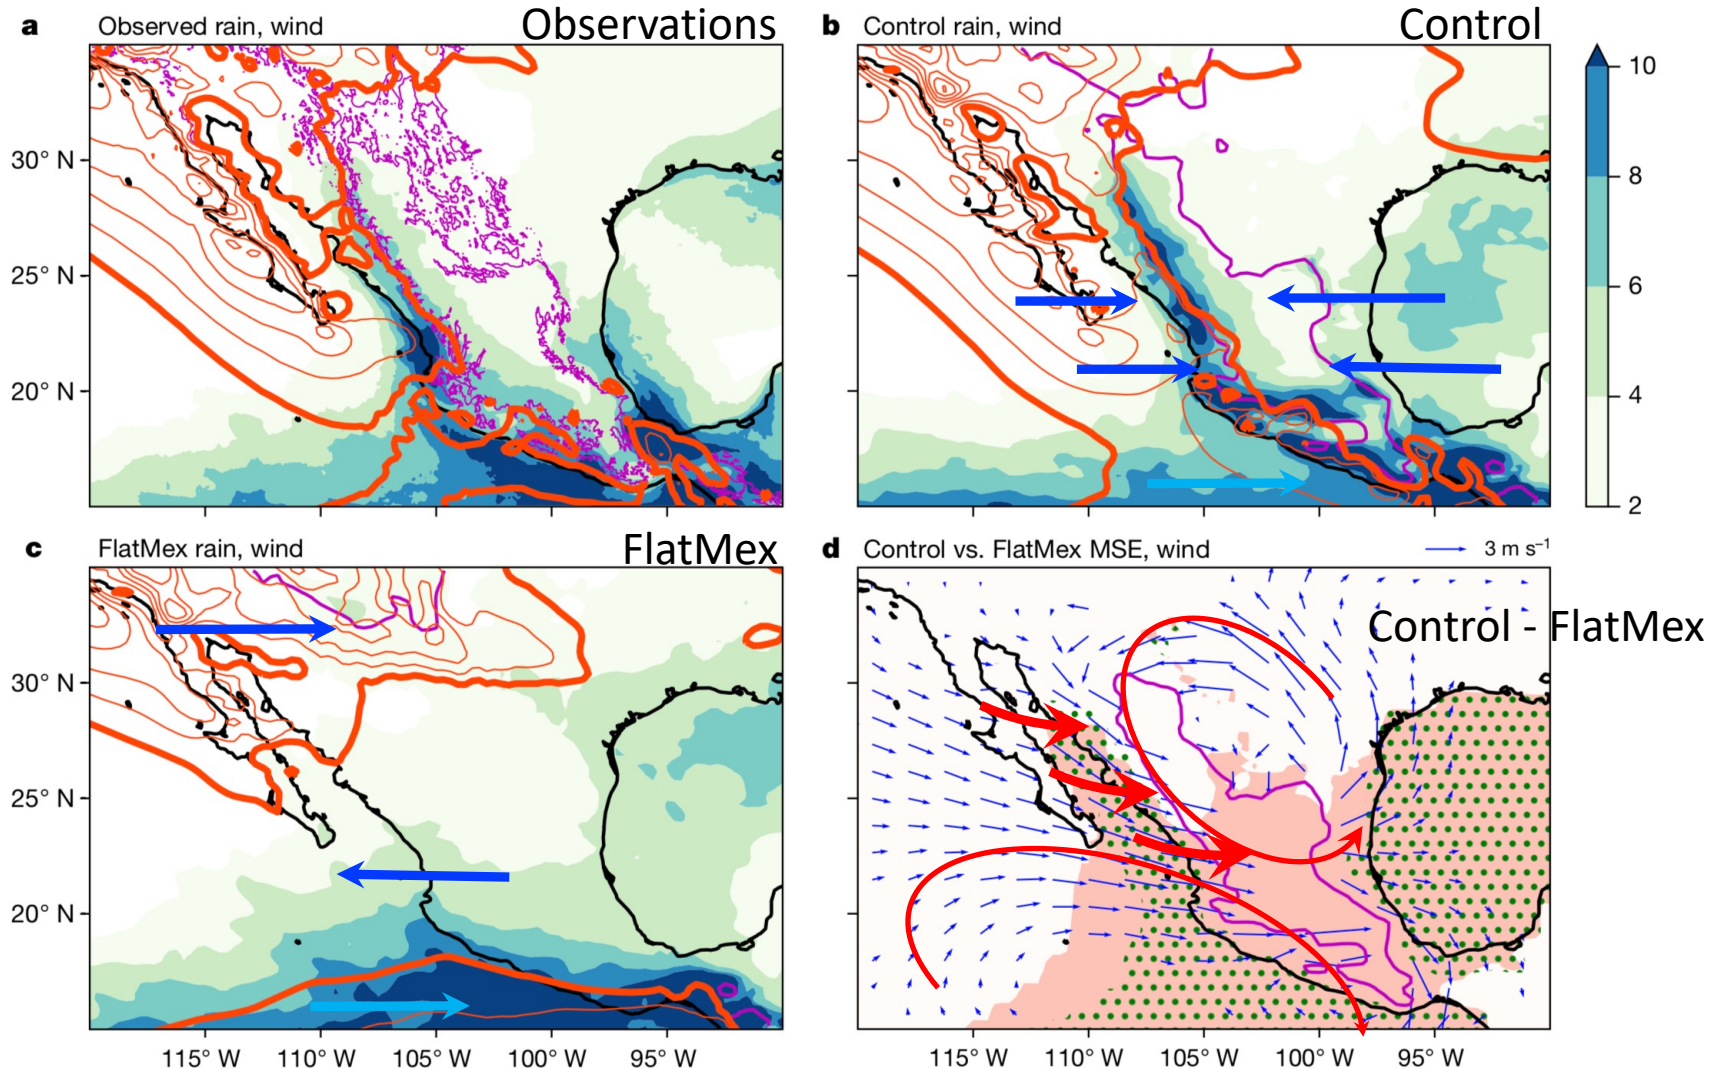 a Observed rain, wind Observations
b Control rain, wind Control
30° N
25° N
20° N
10
8
6
4
2
c FlatMex rain, wind FlatMex
d Control vs. FlatMex MSE, wind 3 m s⁻¹
Control - FlatMex
30° N
25° N
20° N
115° W 110° W 105° W 100° W 95° W
115° W 110° W 105° W 100° W 95° W